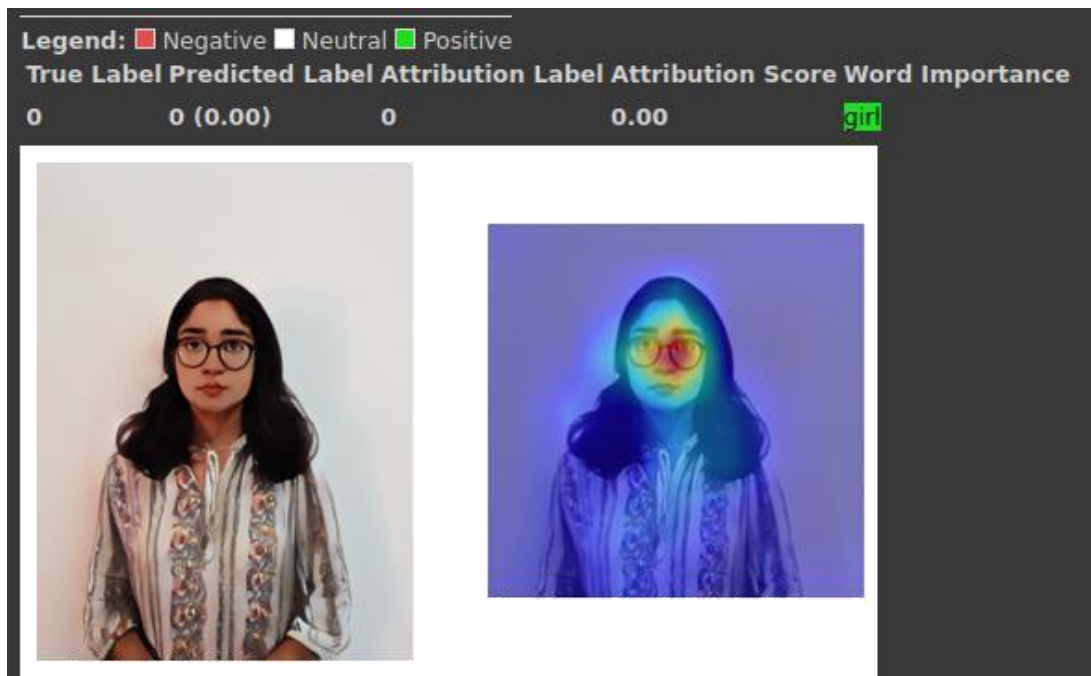 Legend: Negative Neutral Positive
True Label Predicted Label Attribution Label Attribution Score Word Importance
0 0 (0.00) 0 0.00 girl